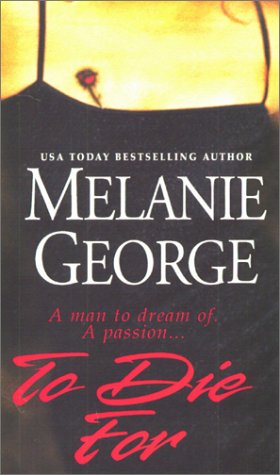 USA TODAY BESTSELLING AUTHOR
MELANIE
GEORGE
A man to dream of.
A passion...
To Die
For